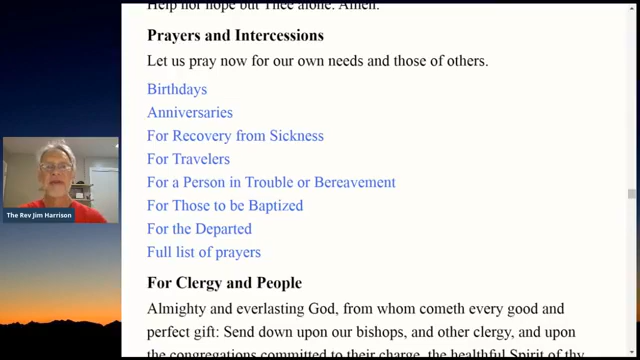 Help nor hope but Thee alone. Amen.
Prayers and Intercessions
Let us pray now for our own needs and those of others.
Birthdays
Anniversaries
For Recovery from Sickness
For Travelers
For a Person in Trouble or Bereavement
For Those to be Baptized
For the Departed
Full list of prayers
The Rev Jim Harrison
For Clergy and People
Almighty and everlasting God, from whom cometh every good and
perfect gift: Send down upon our bishops, and other clergy, and upon
the congregations committed to their charge, the healthful Spirit of thy